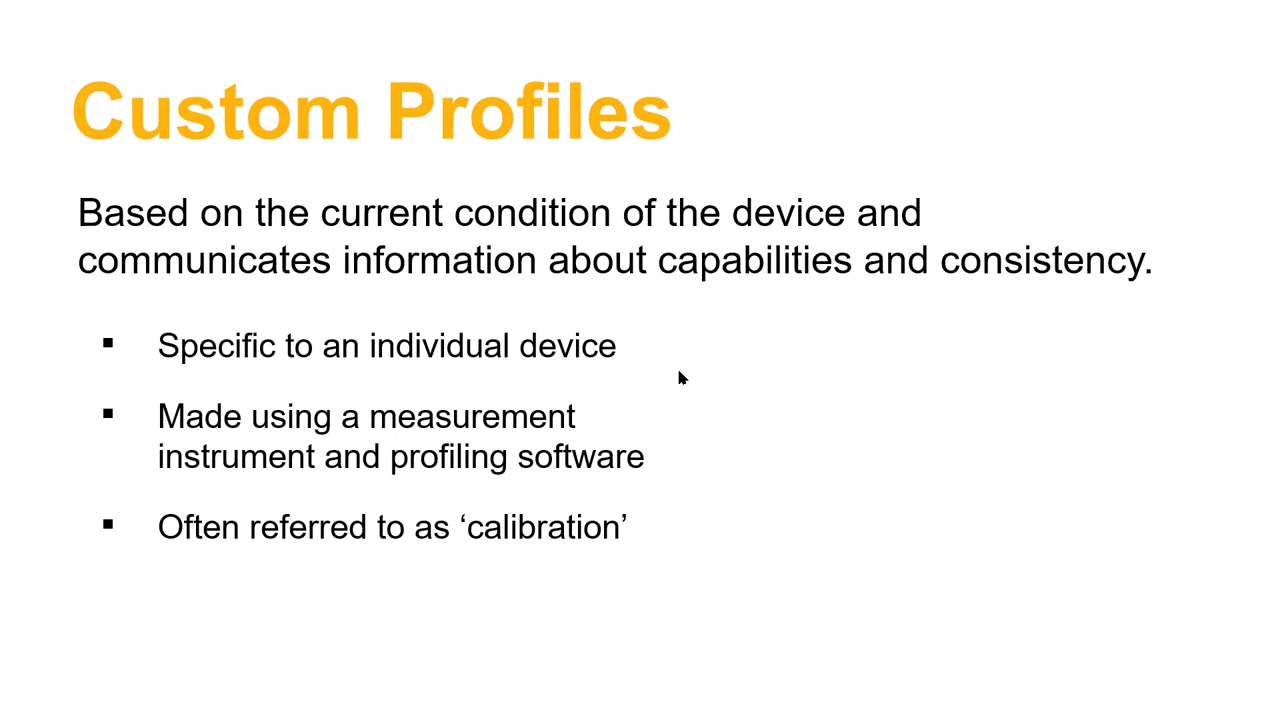 Custom Profiles
Based on the current condition of the device and
communicates information about capabilities and consistency.
▪ Specific to an individual device
▪ Made using a measurement
instrument and profiling software
▪ Often referred to as ‘calibration’